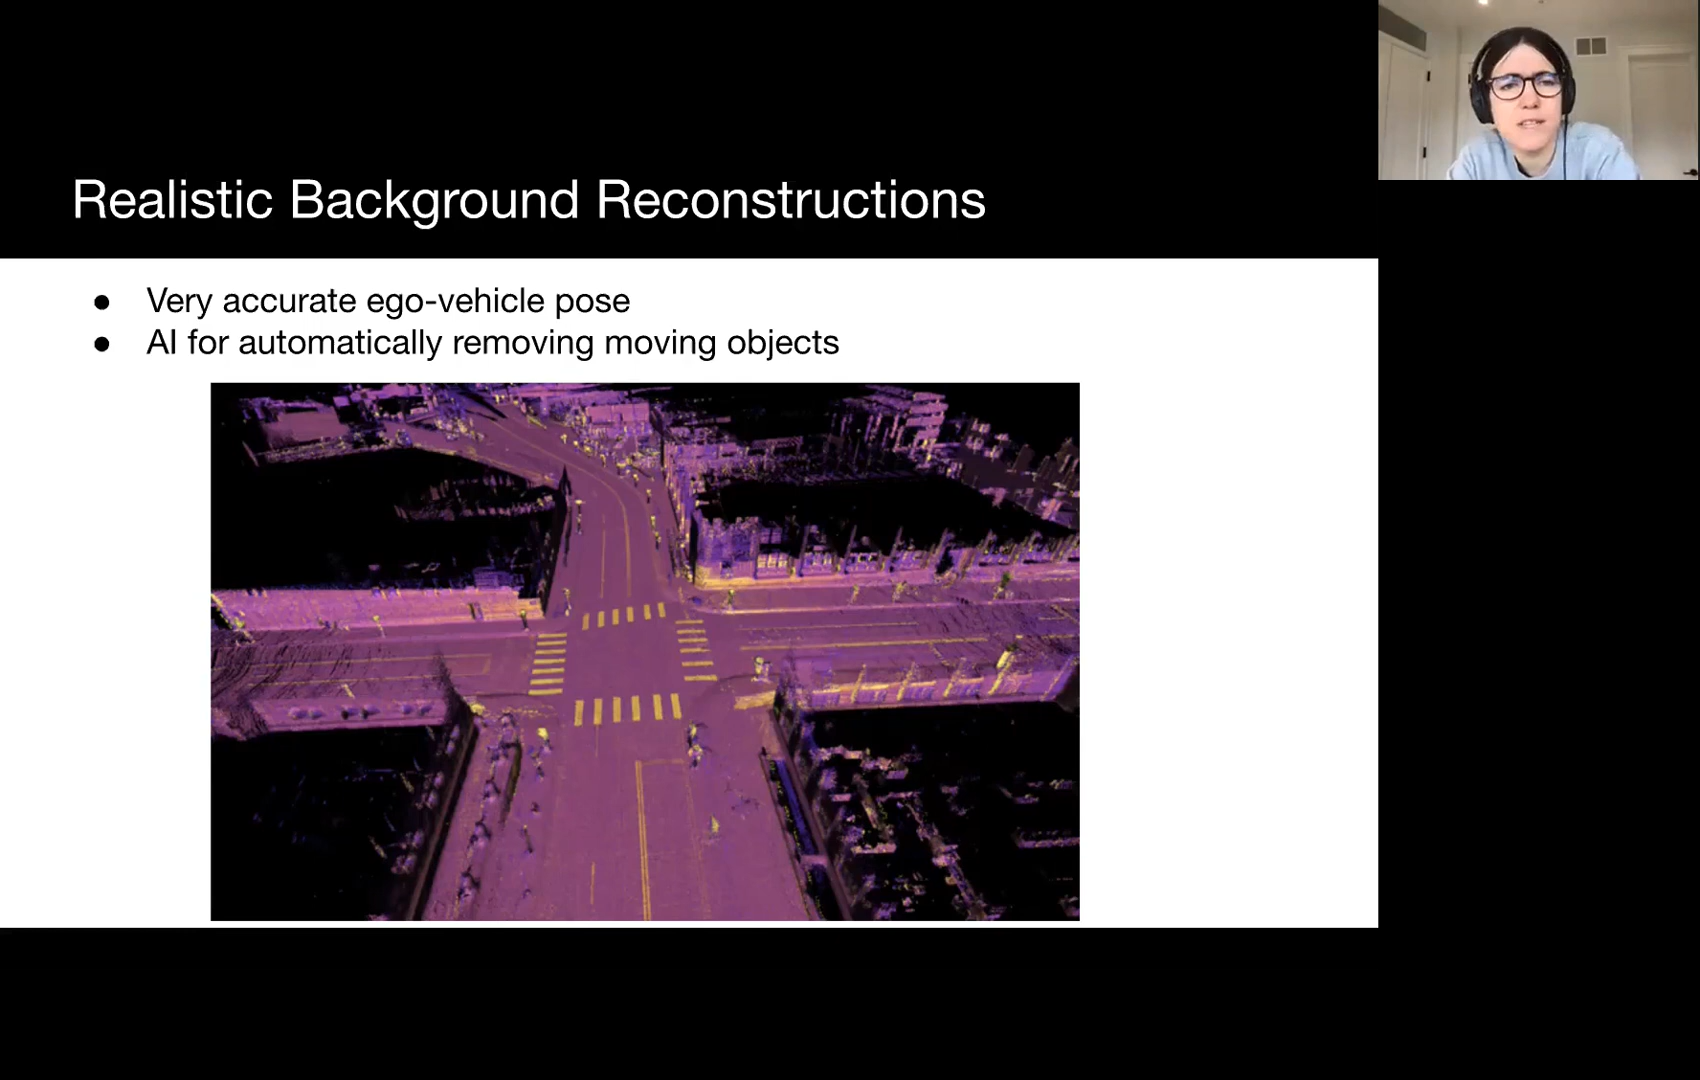 Realistic Background Reconstructions
● Very accurate ego-vehicle pose
● AI for automatically removing moving objects